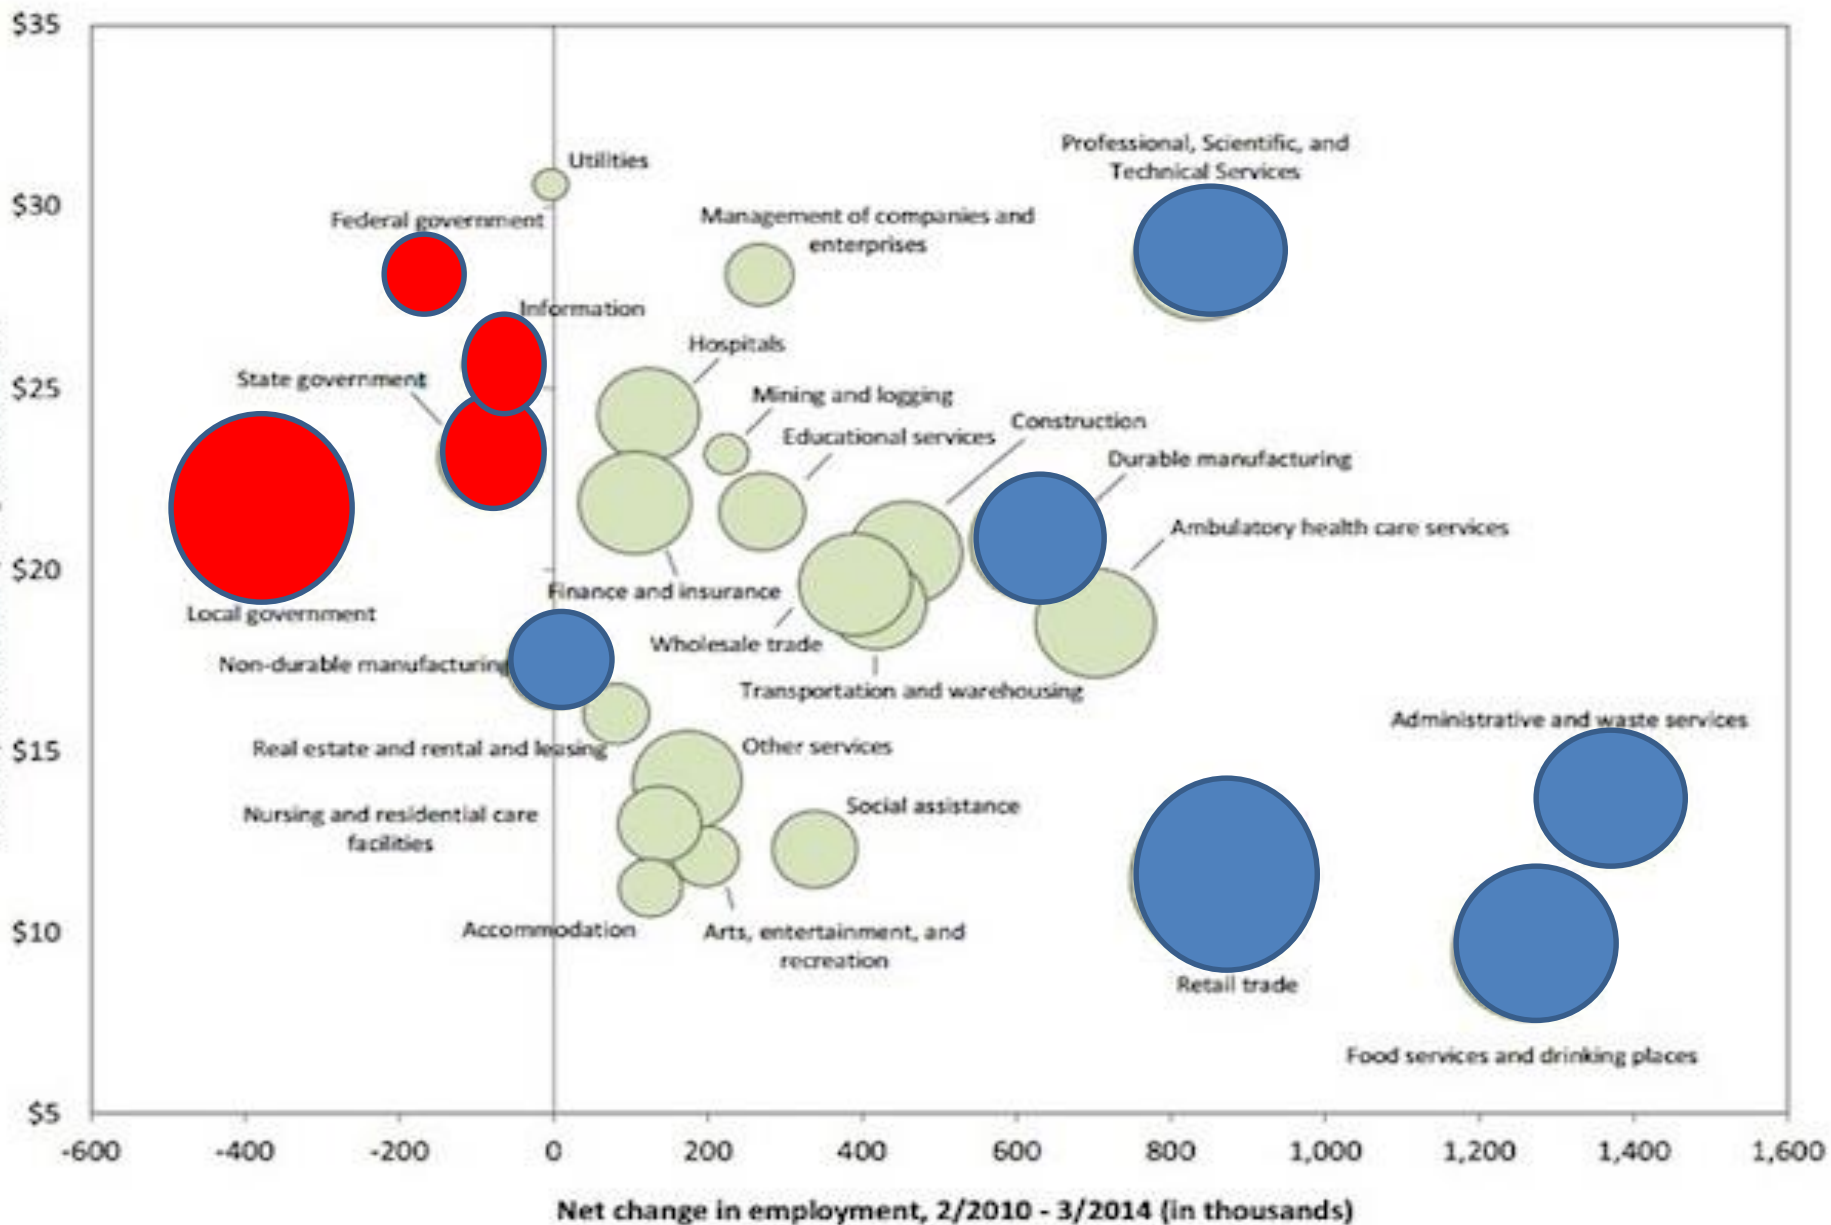 $35
Professional, Scientific, and
Technical Services
Utilities
$30
Federal government
Management of companies and
enterprises
Information
Hospitals
State government
$25
Mining and logging
Educational services
Construction
Durable manufacturing
Ambulatory health care services
$20
Finance and insurance
Local government
Wholesale trade
Non-durable manufacturing
Transportation and warehousing
Administrative and waste services
$15
Real estate and rental and leasing
Other services
Nursing and residential care
facilities
Social assistance
$10
Accommodation
Arts, entertainment, and
recreation
Retail trade
Food services and drinking places
$5
-600 -400 -200 0 200 400 600 800 1,000 1,200 1,400 1,600
Net change in employment, 2/2010 - 3/2014 (in thousands)